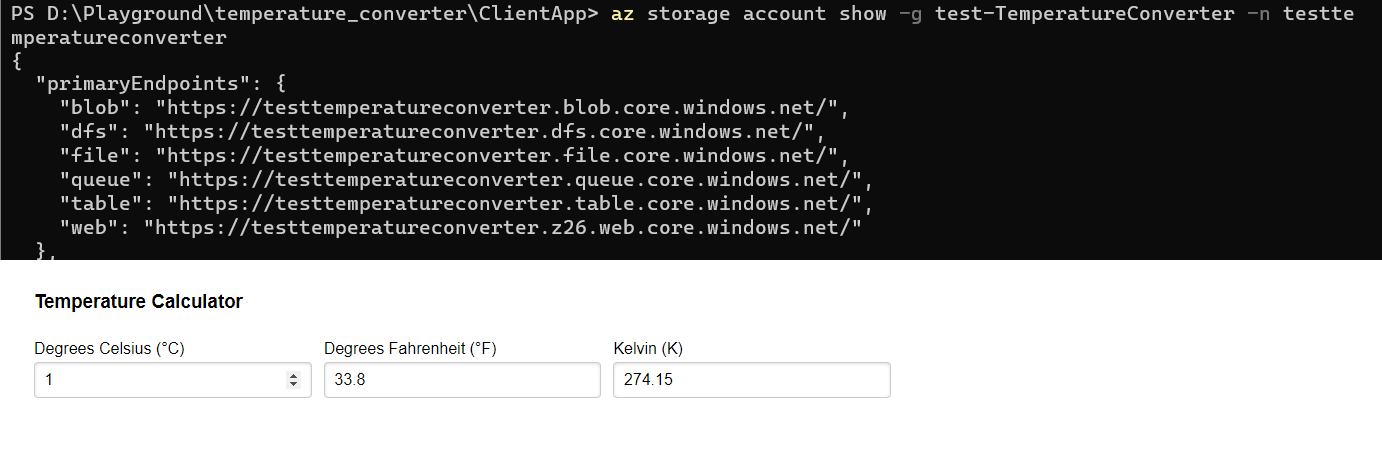 PS D:\Playground\temperature_converter\ClientApp> az storage account show -g test-TemperatureConverter -n testte
mperatureconverter
{
  "primaryEndpoints": {
    "blob": "https://testtemperatureconverter.blob.core.windows.net/",
    "dfs": "https://testtemperatureconverter.dfs.core.windows.net/",
    "file": "https://testtemperatureconverter.file.core.windows.net/",
    "queue": "https://testtemperatureconverter.queue.core.windows.net/",
    "table": "https://testtemperatureconverter.table.core.windows.net/",
    "web": "https://testtemperatureconverter.z26.web.core.windows.net/"
  },
Temperature Calculator
Degrees Celsius (°C) Degrees Fahrenheit (°F) Kelvin (K)
1 33.8 274.15